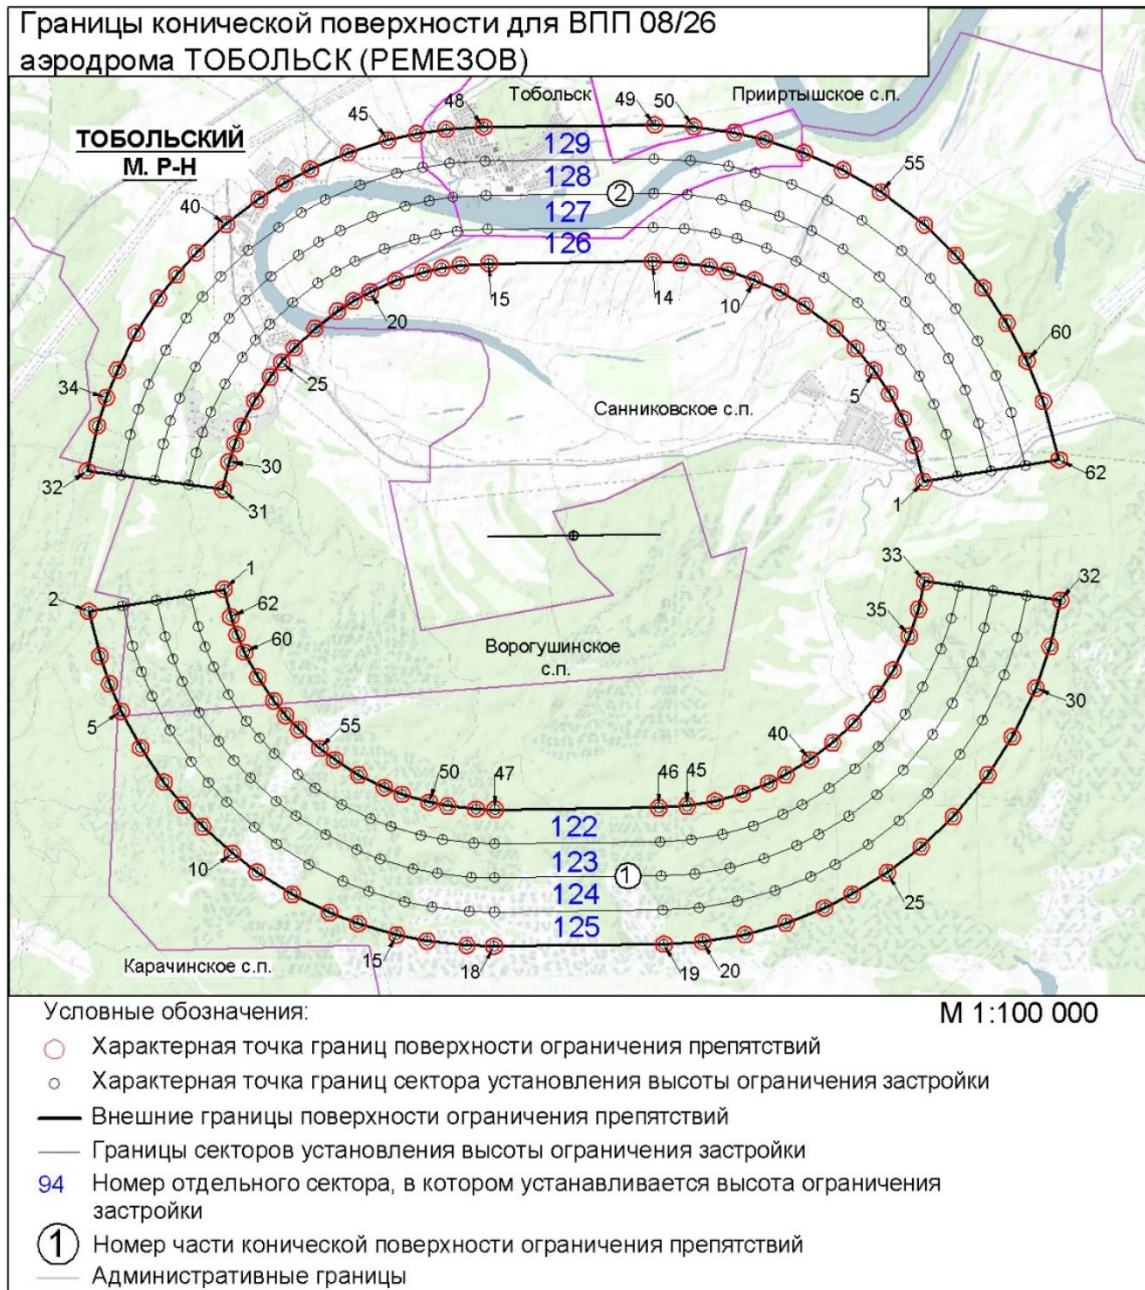 Границы конической поверхности для ВПП 08/26
аэродрома ТОБОЛЬСК (РЕМЕЗОВ)
Тобольск
Прииртышское с.п.
ТОБОЛЬСКИЙ
М. Р-Н
45
48
49
50
129
128
2
127
126
55
40
15
14
10
20
34
25
5
60
Санниковское с.п.
32
30
31
1
62
33
32
1
2
62
60
35
Ворогушинское
с.п.
30
5
55
40
50
47
46
45
122
123
1
124
125
10
25
15
18
19
20
Карачинское с.п.
Условные обозначения:
М 1:100 000
Характерная точка границ поверхности ограничения препятствий
Характерная точка границ сектора установления высоты ограничения застройки
Внешние границы поверхности ограничения препятствий
Границы секторов установления высоты ограничения застройки
94 Номер отдельного сектора, в котором устанавливается высота ограничения
застройки
1 Номер части конической поверхности ограничения препятствий
Административные границы